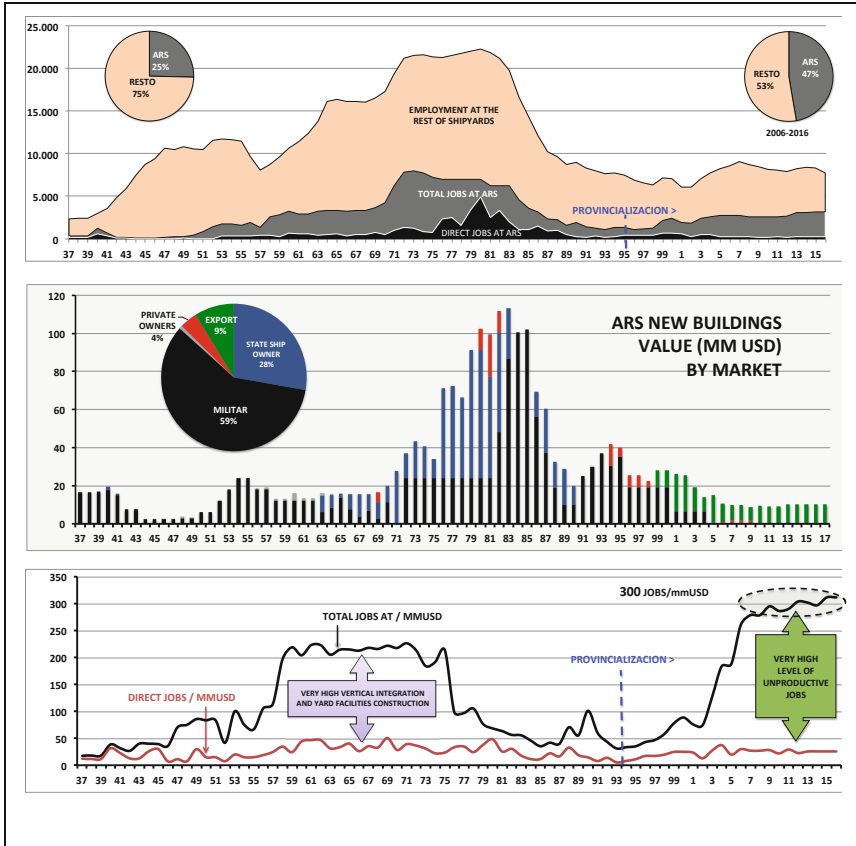 25.000
20.000
15.000
10.000
5.000
0
ARS
25%
RESTO
75%
EMPLOYMENT AT THE
REST OF SHIPYARDS
RESTO
53%
ARS
47%
2006-2016
TOTAL JOBS AT ARS
PROVINCIALIZACION >
DIRECT JOBS AT ARS
37 39 41 43 45 47 49 51 53 55 57 59 61 63 65 67 69 71 73 75 77 79 81 83 85 87 89 91 93 95 97 99 1 3 5 7 9 11 13 15
120
100
80
60
40
20
0
PRIVATE
OWNERS
4%
EXPORT
9%
STATE SHIP
OWNER
28%
MILITAR
59%
ARS NEW BUILDINGS
VALUE (MM USD)
BY MARKET
37 39 41 43 45 47 49 51 53 55 57 59 61 63 65 67 69 71 73 75 77 79 81 83 85 87 89 91 93 95 97 99 1 3 5 7 9 11 13 15 17
350
300
250
200
150
100
50
0
300 JOBS/mmUSD
TOTAL JOBS AT / MMUSD
PROVINCIALIZACION >
VERY HIGH
LEVEL OF
UNPRODUCTIVE
JOBS
DIRECT JOBS / MMUSD
VERY HIGH VERTICAL INTEGRATION
AND YARD FACILITIES CONSTRUCTION
37 39 41 43 45 47 49 51 53 55 57 59 61 63 65 67 69 71 73 75 77 79 81 83 85 87 89 91 93 95 97 99 1 3 5 7 9 11 13 15